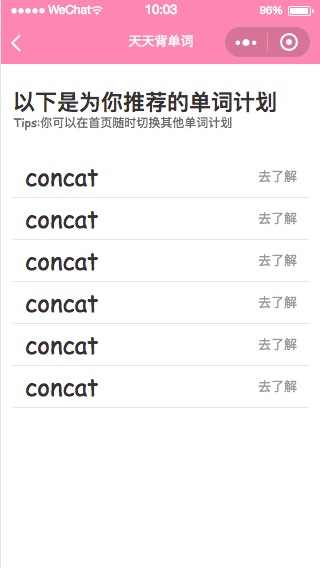 ●●●●● WeChat 10:03 96%
天天背单词
以下是为你推荐的单词计划
Tips:你可以在首页随时切换其他单词计划
concat 去了解
concat 去了解
concat 去了解
concat 去了解
concat 去了解
concat 去了解